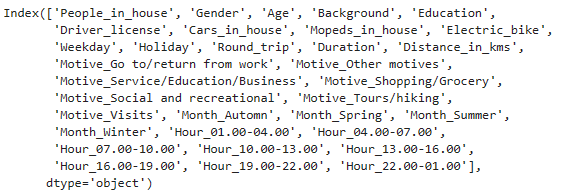 Index(['People_in_house', 'Gender', 'Age', 'Background', 'Education',
'Driver_license', 'Cars_in_house', 'Mopeds_in_house', 'Electric_bike',
'Weekday', 'Holiday', 'Round_trip', 'Duration', 'Distance_in_kms',
'Motive_Go to/return from work', 'Motive_Other motives',
'Motive_Service/Education/Business', 'Motive_Shopping/Grocery',
'Motive_Social and recreational', 'Motive_Tours/hiking',
'Motive_Visits', 'Month_Automn', 'Month_Spring', 'Month_Summer',
'Month_Winter', 'Hour_01.00-04.00', 'Hour_04.00-07.00',
'Hour_07.00-10.00', 'Hour_10.00-13.00', 'Hour_13.00-16.00',
'Hour_16.00-19.00', 'Hour_19.00-22.00', 'Hour_22.00-01.00'],
dtype='object')